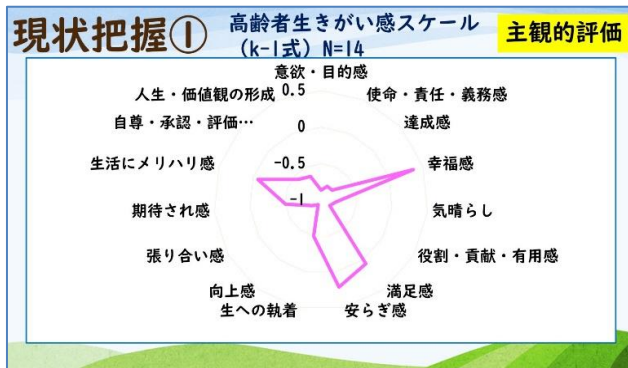 現状把握①
高齢者生きがい感スケール
(k-1式) N=14
主観的評価
意欲・目的感
人生・価値観の形成
0.5
使命・責任・義務感
自尊・承認・評価…
0
達成感
生活にメリハリ感
-0.5
幸福感
期待され感
-1
気晴らし
張り合い感
役割・貢献・有用感
向上感
満足感
生への執着
安らぎ感